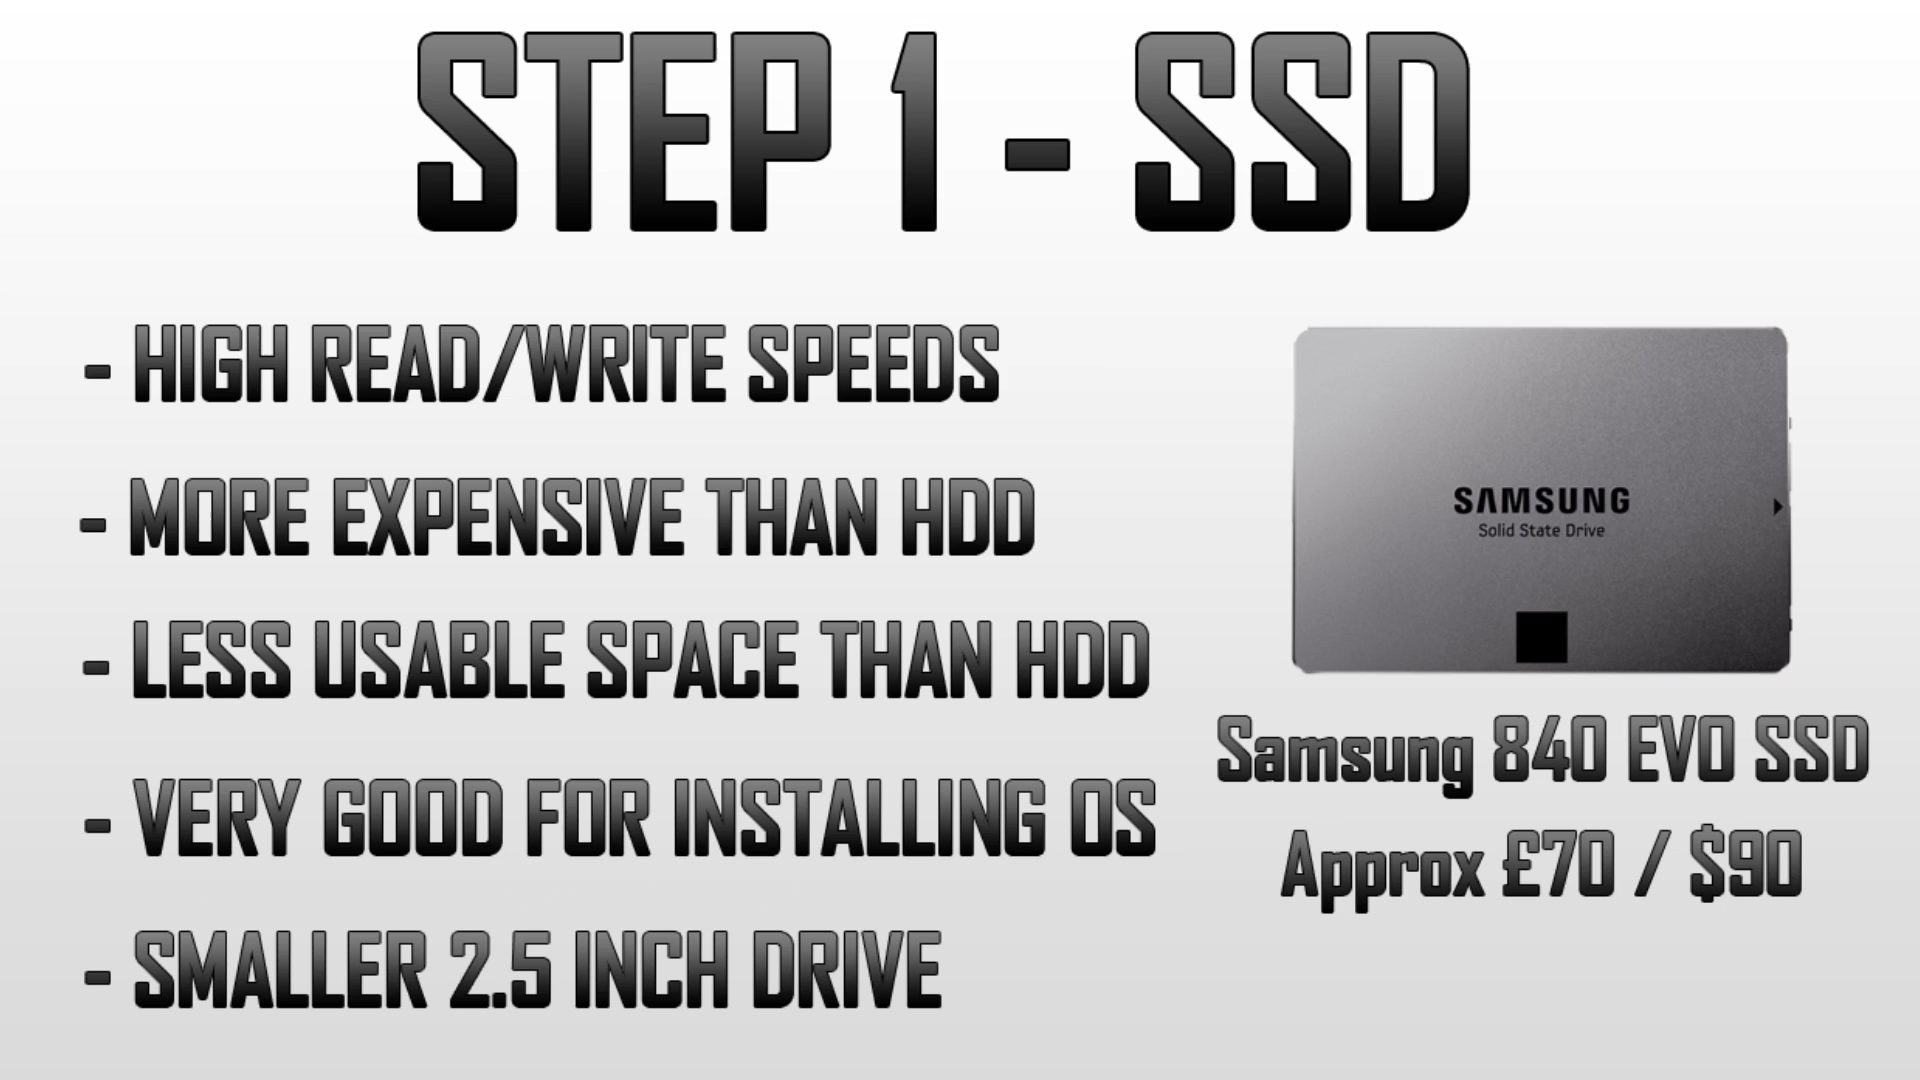 STEP 1 - SSD
- HIGH READ/WRITE SPEEDS
- MORE EXPENSIVE THAN HDD
- LESS USABLE SPACE THAN HDD
- VERY GOOD FOR INSTALLING OS
- SMALLER 2.5 INCH DRIVE
SAMSUNG
Solid State Drive
Samsung 840 EVO SSD
Approx £70 / $90